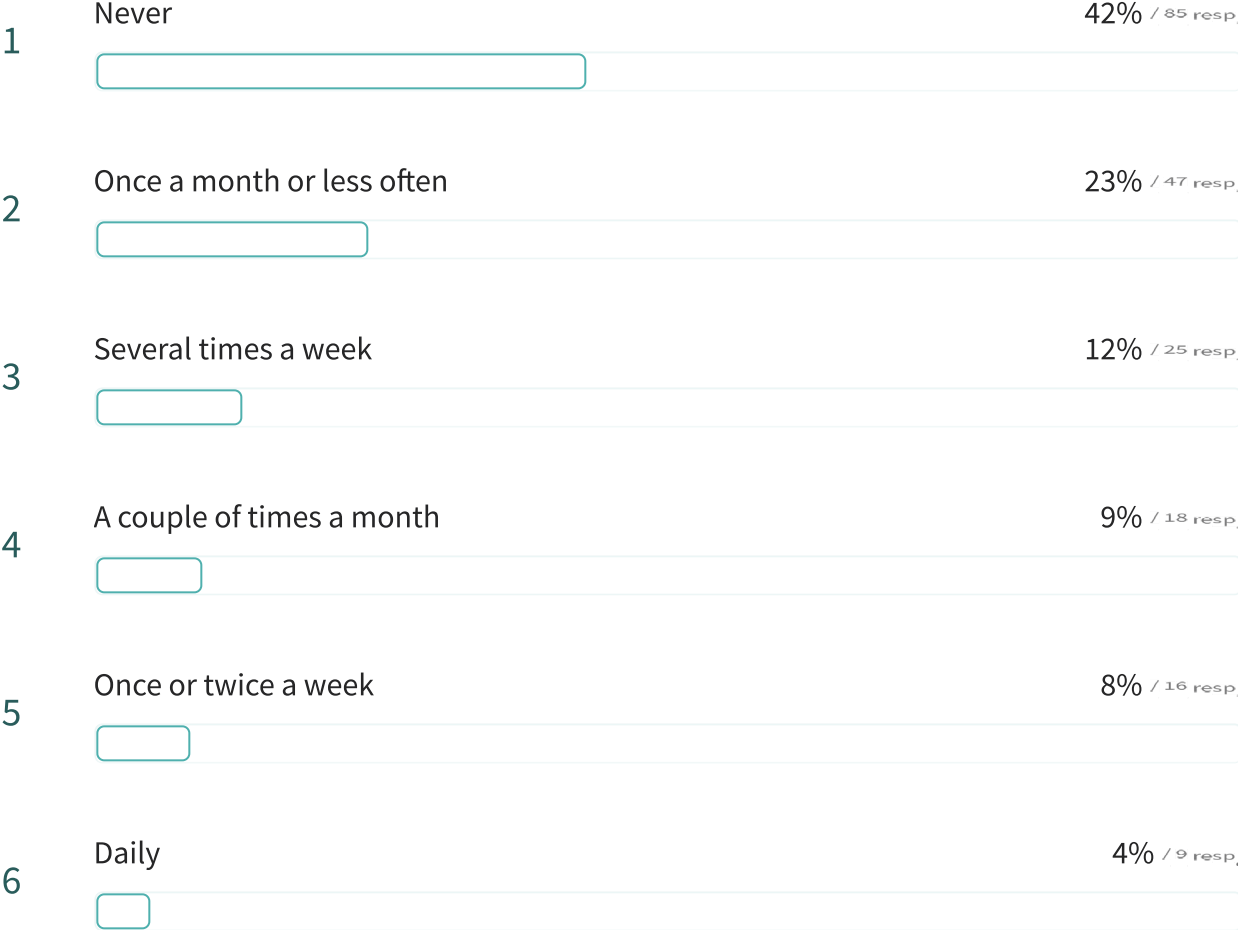 1 Never 42% / 85 resp.
2 Once a month or less often 23% / 47 resp.
3 Several times a week 12% / 25 resp.
4 A couple of times a month 9% / 18 resp.
5 Once or twice a week 8% / 16 resp.
6 Daily 4% / 9 resp.